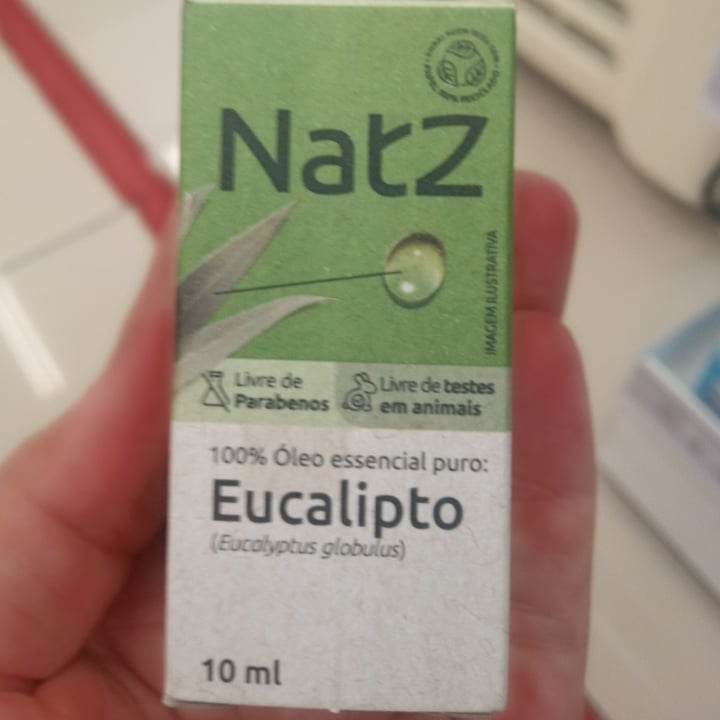 NatZ
IMAGEM ILUSTRATIVA
Livre de
Parabenos
Livre de testes
em animais
100% Óleo essencial puro:
Eucalipto
(Eucalyptus globulus)
10 ml